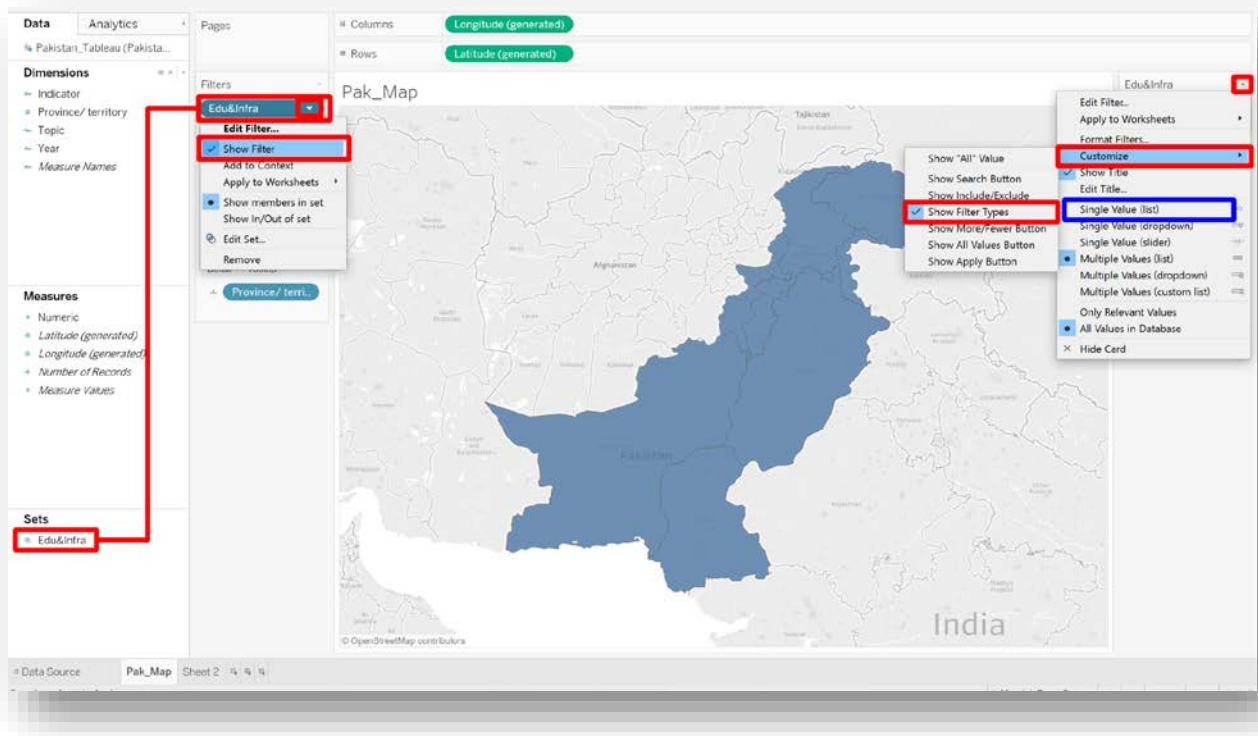 Data Analytics
Pakistan_Tableau (Pakista...
Dimensions
Indicator
Province/ territory
Topic
Year
Measure Names
Measures
Numeric
Latitude (generated)
Longitude (generated)
Number of Records
Measure Values
Sets
Edu&Infra
Pages
Filters
Edu&Infra
Edit Filter...
Show Filter
Add to Context
Apply to Worksheets
Show members in set
Show In/Out of set
Edit Set...
Remove
Province/ terri..
Columns Longitude (generated)
Rows Latitude (generated)
Pak_Map
Tajikistan
Afghanistan
Pakistan
India
© OpenStreetMap contributors
Show "All" Value
Show Search Button
Show Include/Exclude
Show Filter Types
Show More/Fewer Button
Show All Values Button
Show Apply Button
Edu&Infra
Edit Filter...
Apply to Worksheets
Format Filters...
Customize
Show Title
Edit Title...
Single Value (list)
Single Value (dropdown)
Single Value (slider)
Multiple Values (list)
Multiple Values (dropdown)
Multiple Values (custom list)
Only Relevant Values
All Values in Database
Hide Card
Data Source Pak_Map Sheet 2